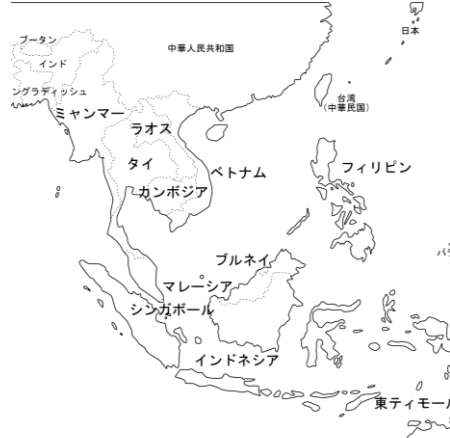 日本
ブータン
中華人民共和国
インド
ングラディッシュ
台湾
(中華民国)
ミャンマー
ラオス
タイ
フィリピン
ベトナム
カンボジア
パラ
ブルネイ
マレーシア
シンガポール
インドネシア
東ティモール